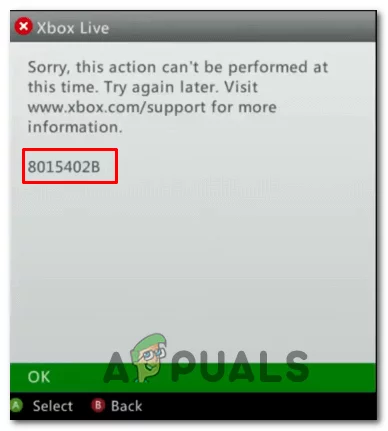 Xbox Live
Sorry, this action can't be performed at
this time. Try again later. Visit
www.xbox.com/support for more
information.
8015402B
APPUALS
OK
A Select B Back